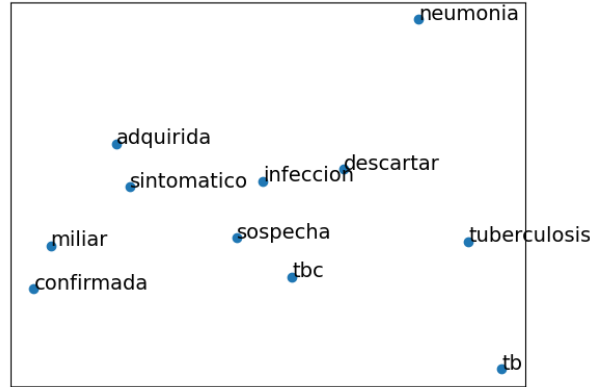 neumonia
adquirida
descartar
infeccion
sintomatico
sospecha
tuberculosis
miliar
tbc
confirmada
tb